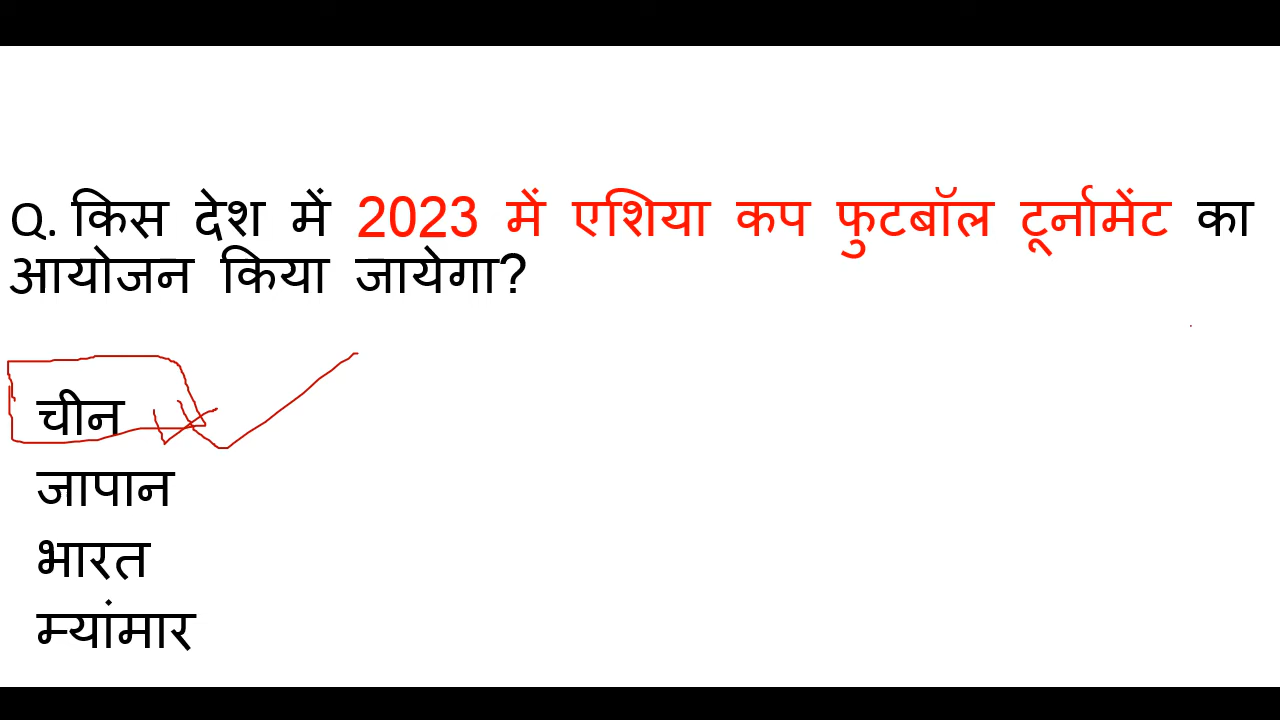 Q. किस देश में 2023 में एशिया कप फुटबॉल टूर्नामेंट का
आयोजन किया जायेगा?
चीन
जापान
भारत
म्यांमार